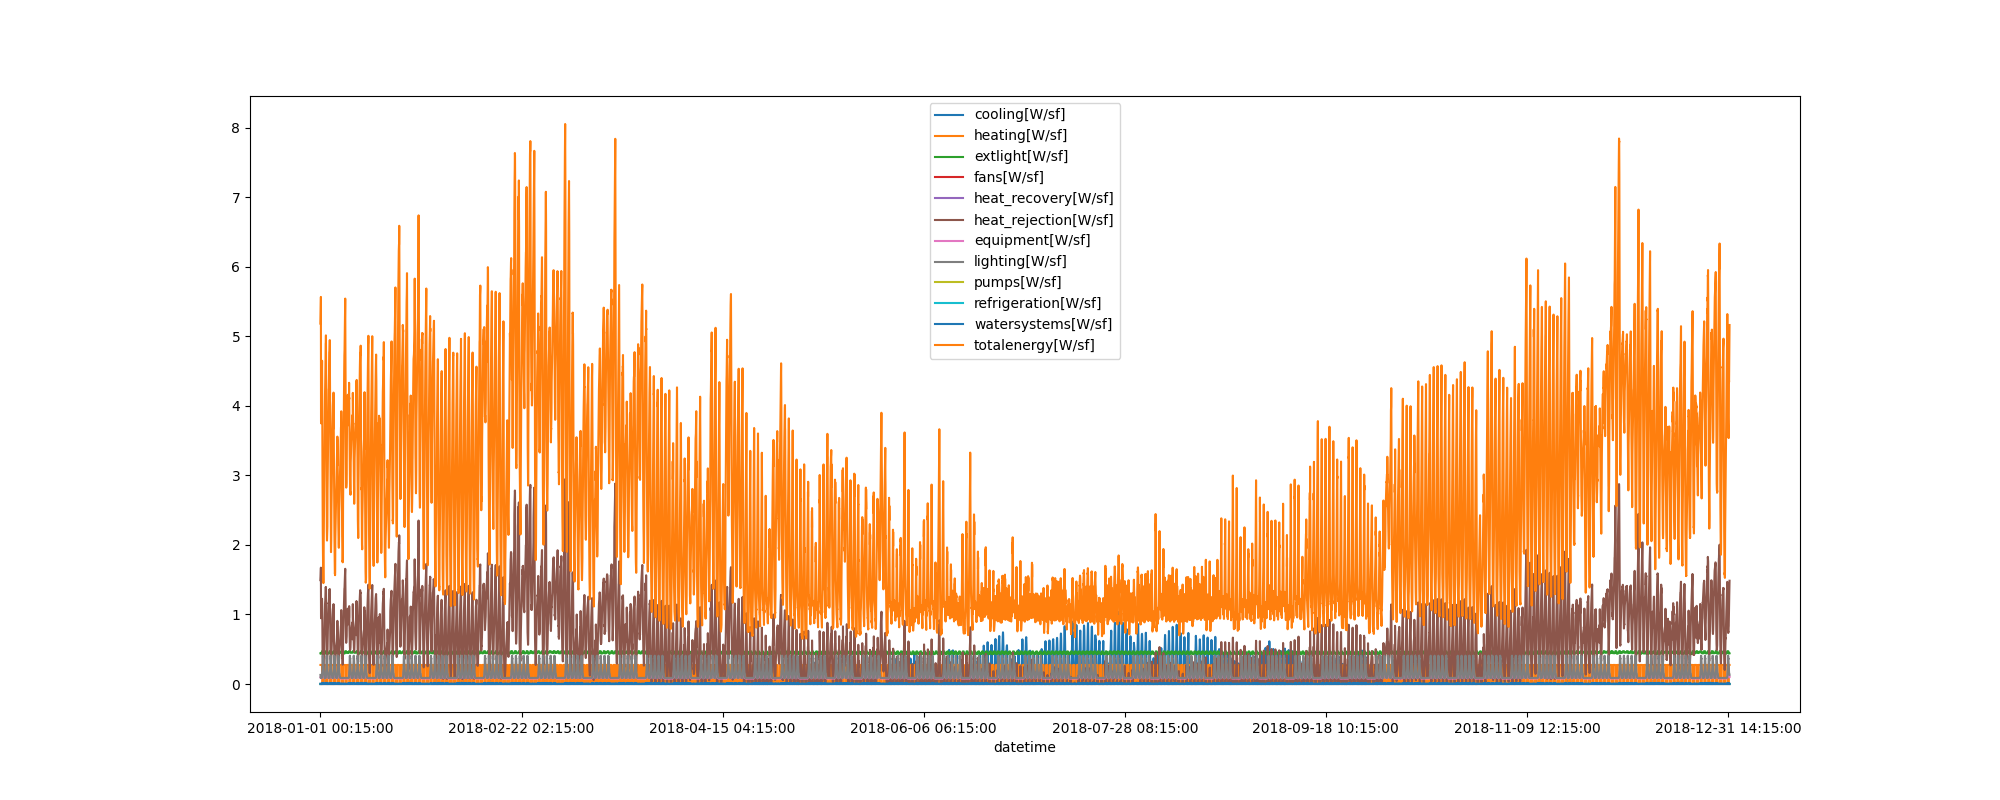 8
7
6
5
4
3
2
1
0
cooling[W/sf]
heating[W/sf]
extlight[W/sf]
fans[W/sf]
heat_recovery[W/sf]
heat_rejection[W/sf]
equipment[W/sf]
lighting[W/sf]
pumps[W/sf]
refrigeration[W/sf]
watersystems[W/sf]
totalenergy[W/sf]
2018-01-01 00:15:00 2018-02-22 02:15:00 2018-04-15 04:15:00 2018-06-06 06:15:00 2018-07-28 08:15:00 2018-09-18 10:15:00 2018-11-09 12:15:00 2018-12-31 14:15:00
datetime